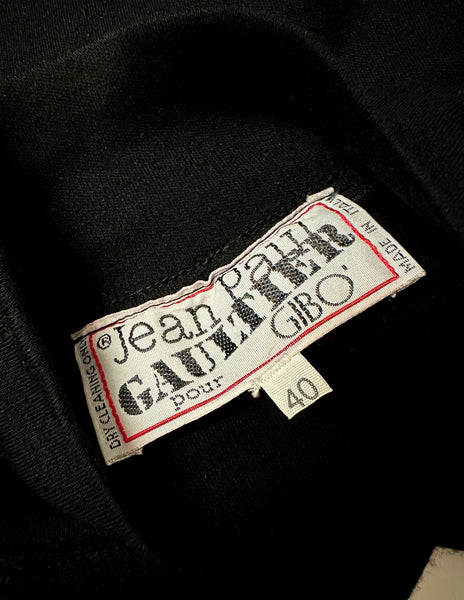 DRY CLEANING ONLY
® Jean Paul
GAULTIER
pour GIBO'
MADE IN ITALY
40